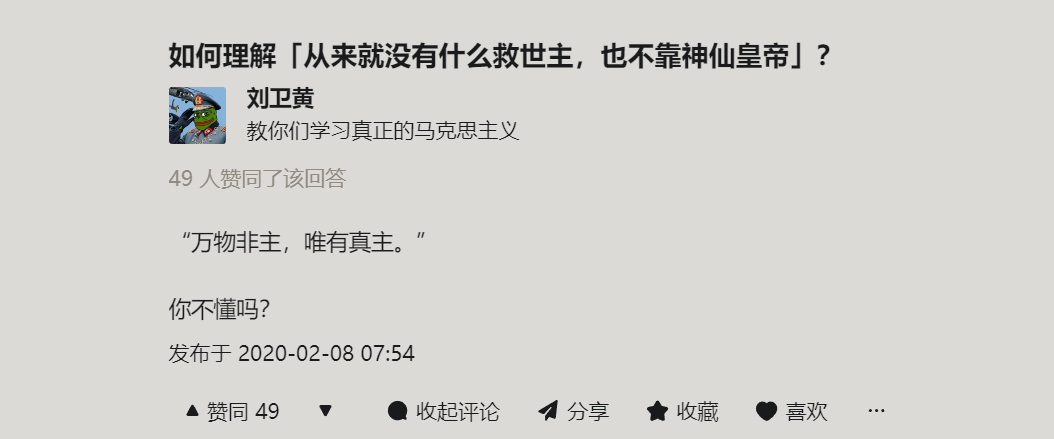 如何理解「从来就没有什么救世主，也不靠神仙皇帝」？
刘卫黄
教你们学习真正的马克思主义
49 人赞同了该回答
“万物非主，唯有真主。”
你不懂吗？
发布于 2020-02-08 07:54
赞同 49 收起评论 分享 收藏 喜欢 ···